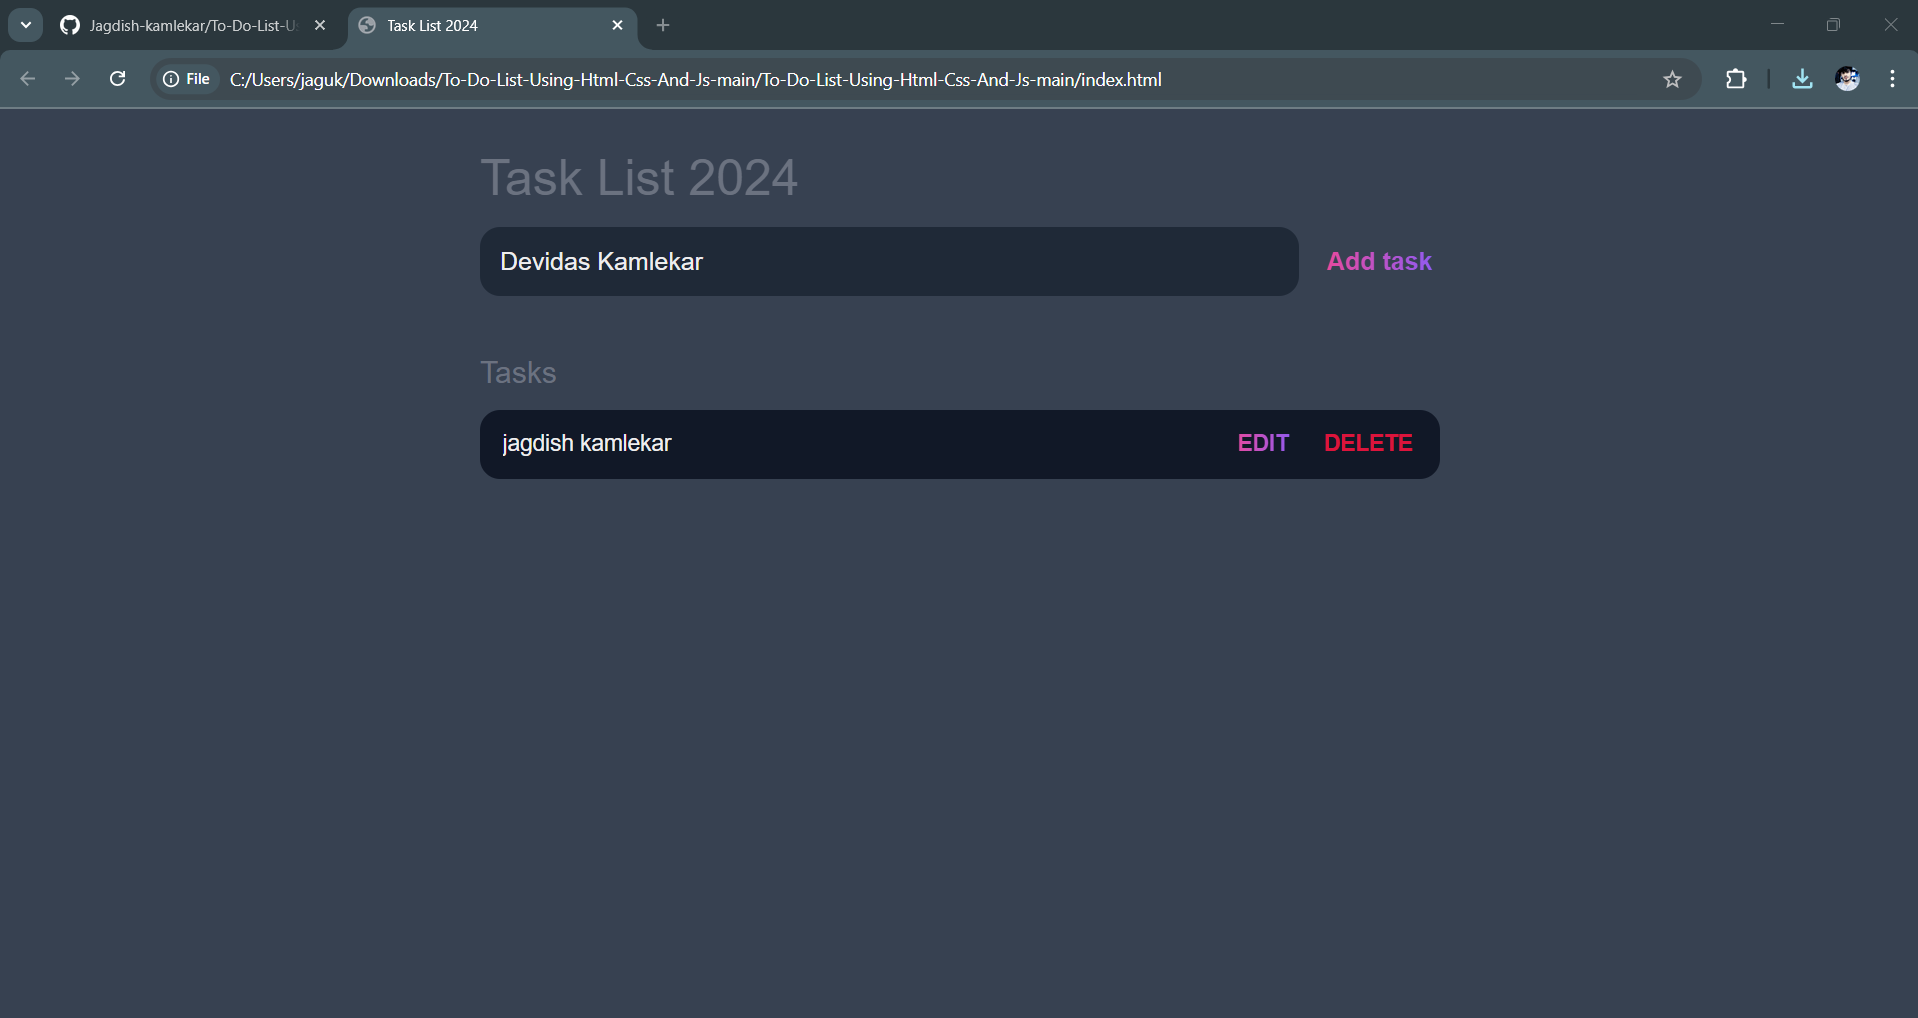 Jagdish-kamlekar/To-Do-List-Us
Task List 2024
File
C:/Users/jaguk/Downloads/To-Do-List-Using-Html-Css-And-Js-main/To-Do-List-Using-Html-Css-And-Js-main/index.html
Task List 2024
Devidas Kamlekar
Add task
Tasks
jagdish kamlekar
EDIT
DELETE